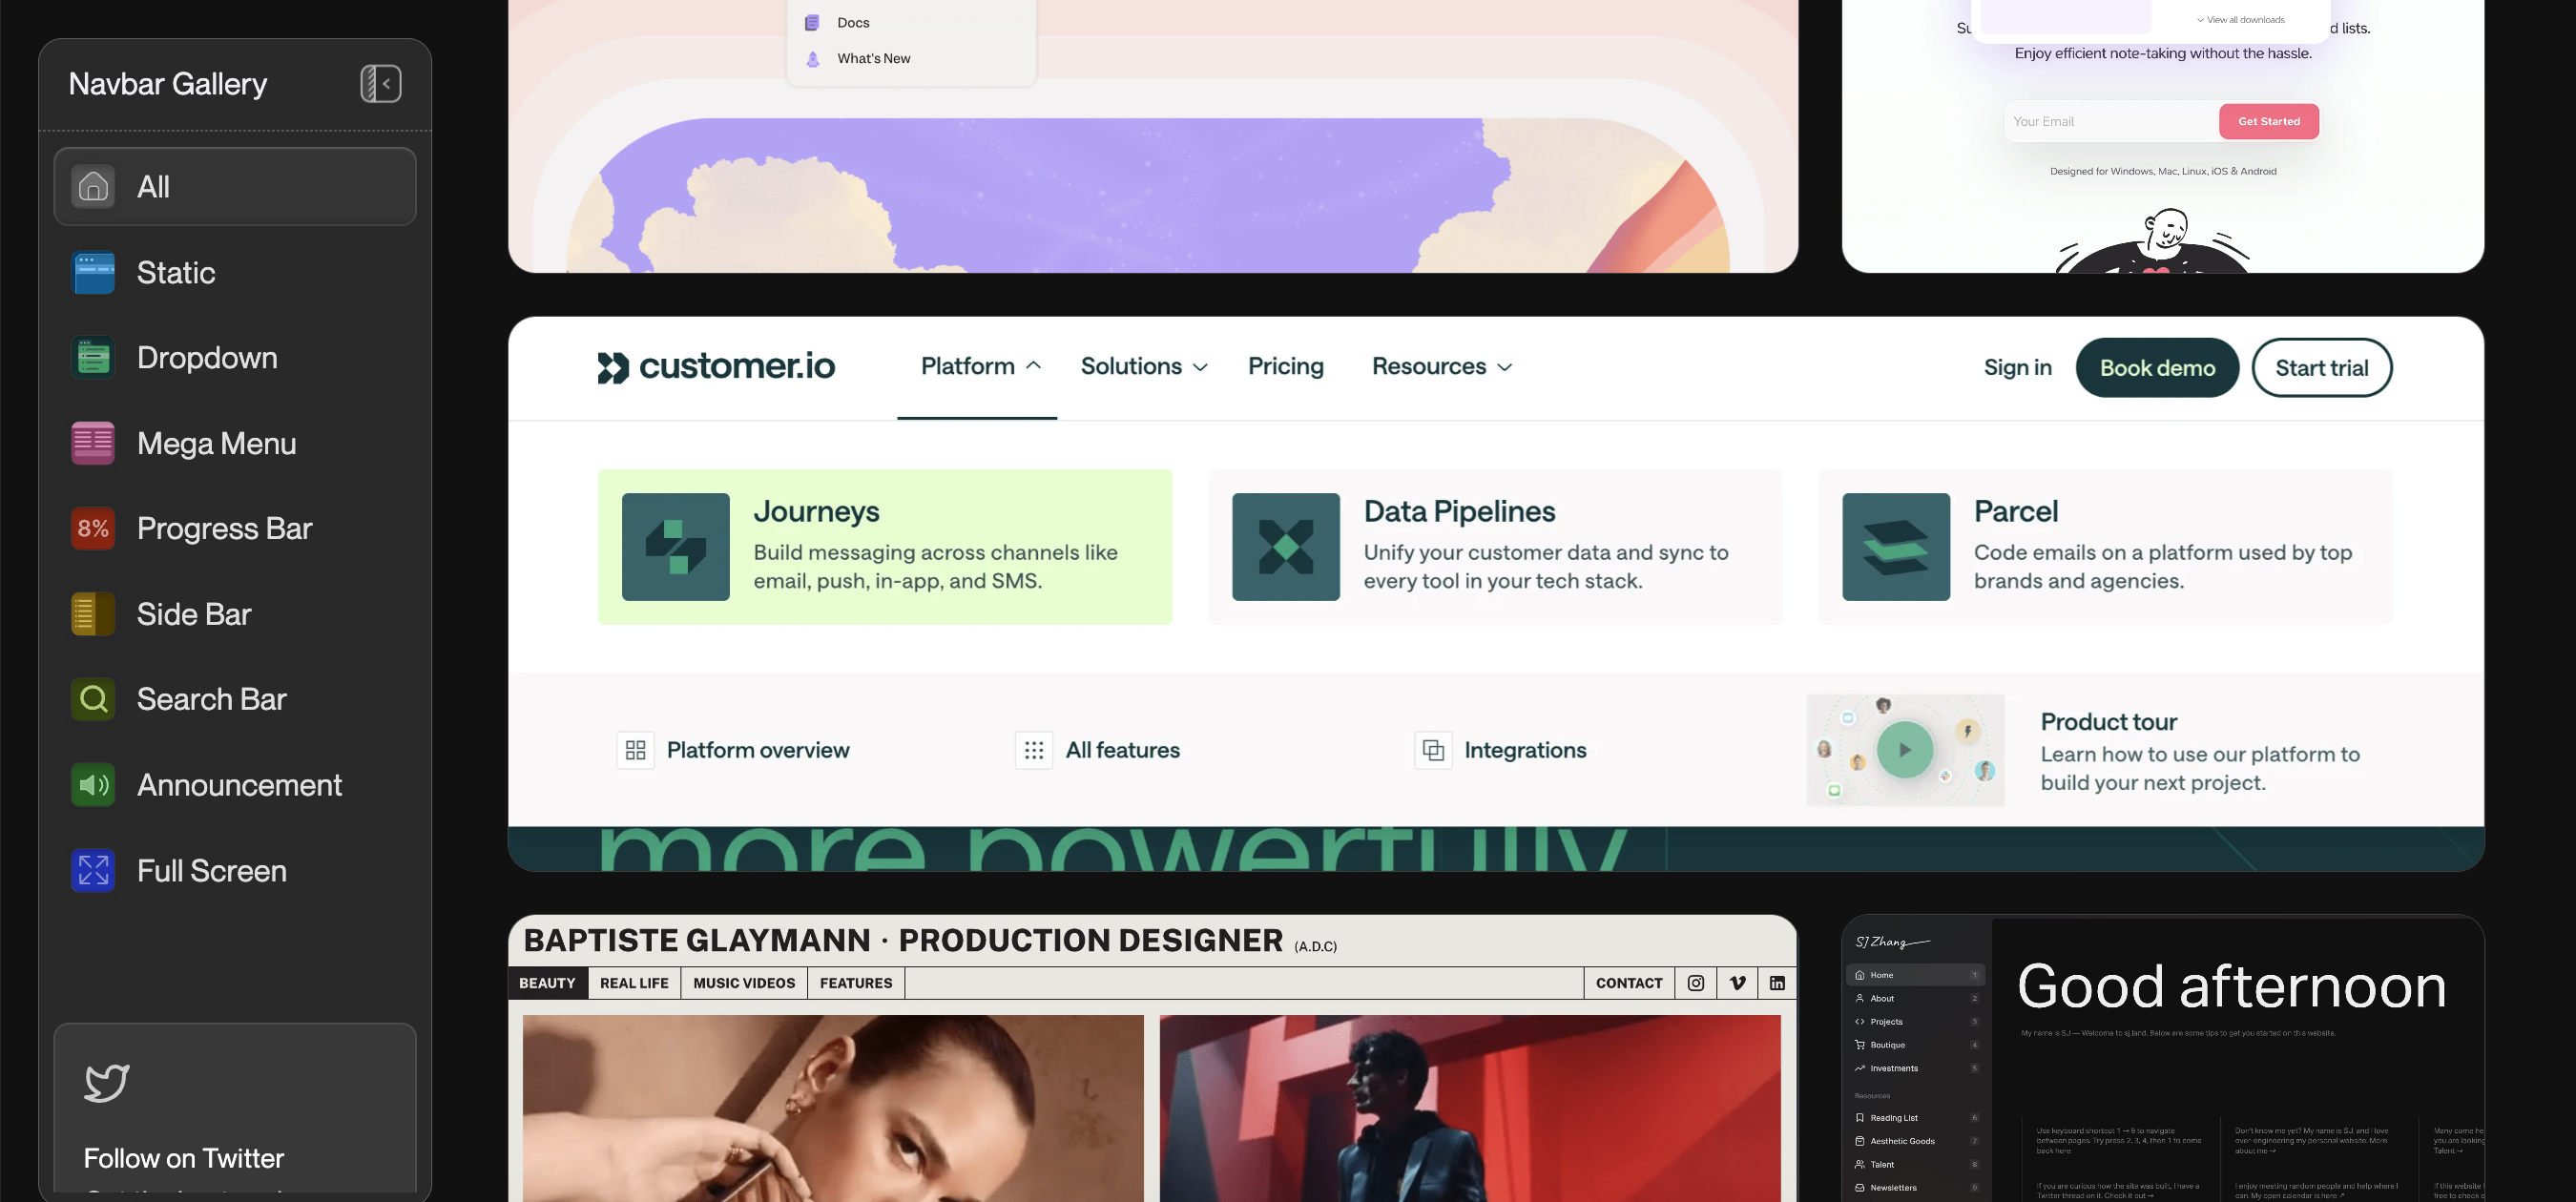 Navbar Gallery
All
Static
Dropdown
Mega Menu
8%
Progress Bar
Side Bar
Search Bar
Announcement
Full Screen
Follow on Twitter
Docs
What's New
View all downloads
d lists.
Enjoy efficient note-taking without the hassle.
Your Email
Get Started
Designed for Windows, Mac, Linux, iOS & Android
customer.io
Platform
Solutions
Pricing
Resources
Sign in
Book demo
Start trial
Journeys
Build messaging across channels like
email, push, in-app, and SMS.
Data Pipelines
Unify your customer data and sync to
every tool in your tech stack.
Parcel
Code emails on a platform used by top
brands and agencies.
Platform overview
All features
Integrations
Product tour
Learn how to use our platform to
build your next project.
more powerfully
BAPTISTE GLAYMANN · PRODUCTION DESIGNER (A.D.C)
BEAUTY
REAL LIFE
MUSIC VIDEOS
FEATURES
CONTACT
SJ Zhang
Home 1
About 2
Projects 3
Boutique 4
Investments 5
Resources
Reading List 6
Aesthetic Goods 7
Talent 8
Newsletters 9
Good afternoon
My name is SJ — Welcome to sj.land. Below are some tips to get you started on this website.
Use keyboard shortcut 1 → 9 to navigate
between pages. Try press 2, 3, 4, then 1 to come
back here.
Don't know me yet? My name is SJ, and I love
over-engineering my personal website. More
about me →
Many come he
you are looking
Talent →
If you are curious how the site was built, I have a
Twitter thread on it. Check it out →
I enjoy meeting random people and help where I
can. My open calendar is here ↗
If this website
free to check o